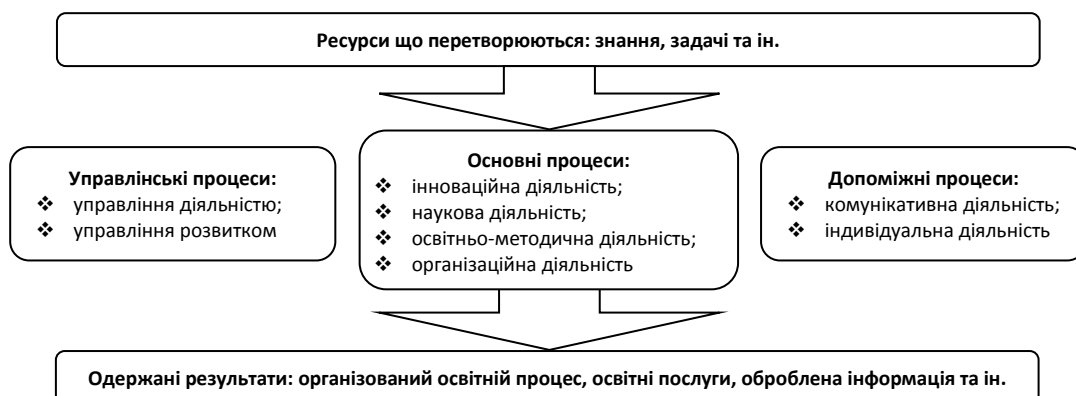 Ресурси що перетворюються: знання, задачі та ін.
Управлінські процеси:
❖ управління діяльністю;
❖ управління розвитком
Основні процеси:
❖ інноваційна діяльність;
❖ наукова діяльність;
❖ освітньо-методична діяльність;
❖ організаційна діяльність
Допоміжні процеси:
❖ комунікативна діяльність;
❖ індивідуальна діяльність
Одержані результати: організований освітній процес, освітні послуги, оброблена інформація та ін.